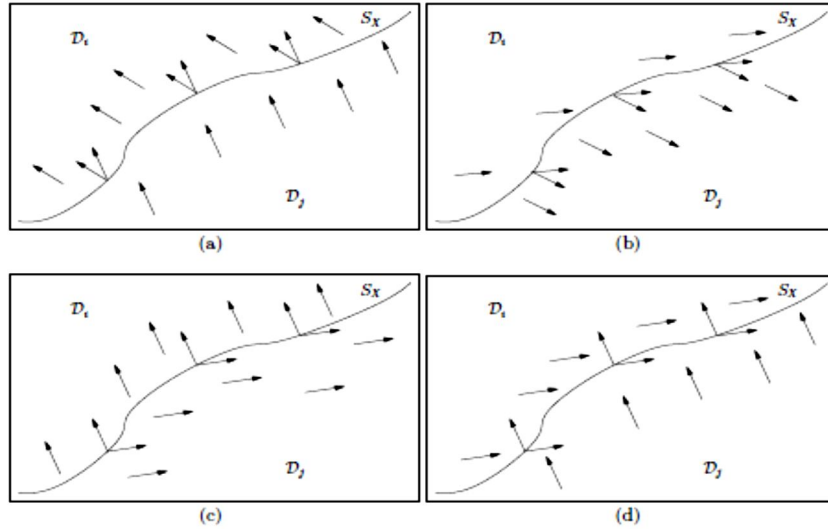 𝒟ᵢ S_X 𝒟ᵢ S_X
𝒟ⱼ 𝒟ⱼ
(a) (b)
𝒟ᵢ S_X 𝒟ᵢ S_X
𝒟ⱼ 𝒟ⱼ
(c) (d)